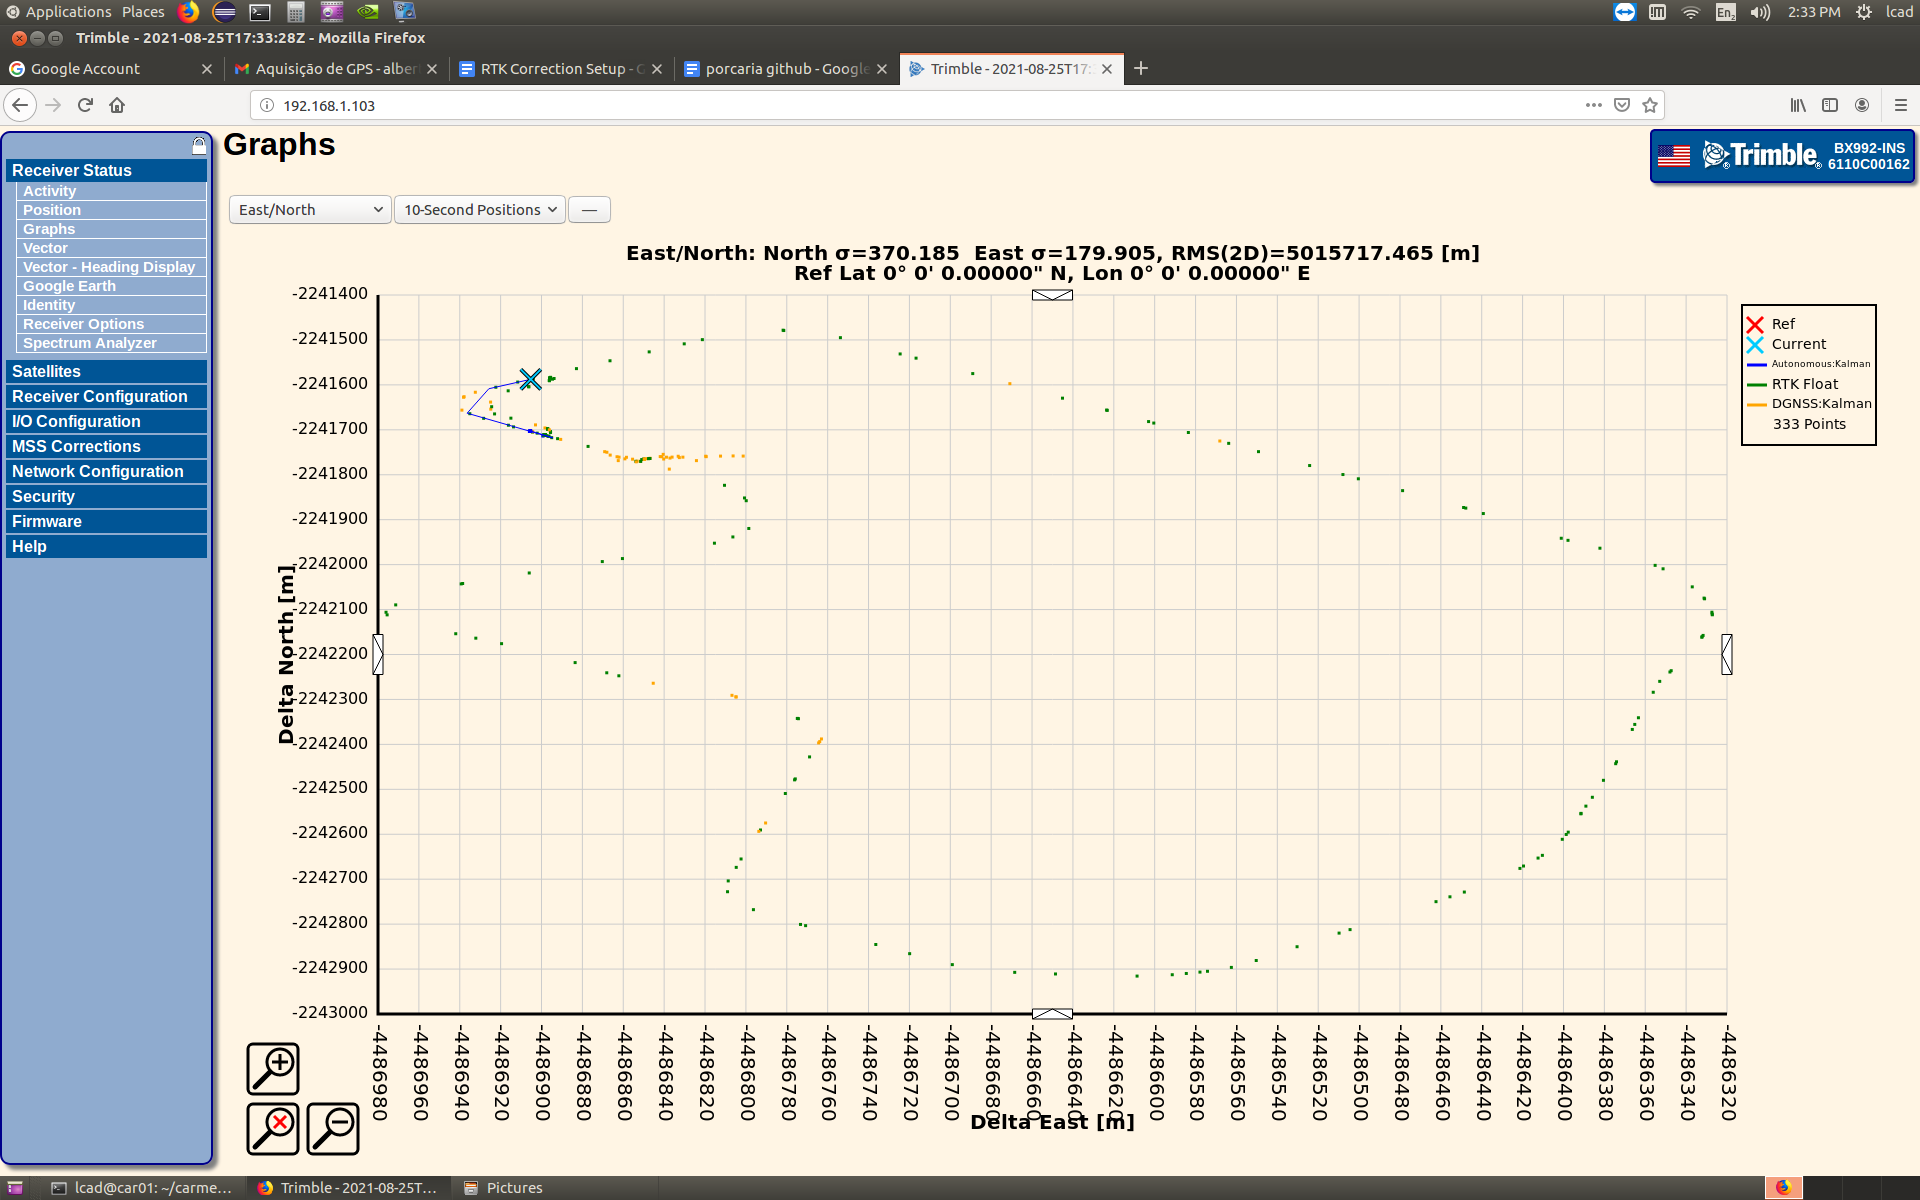 Applications Places
En2 2:33 PM lcad
Trimble - 2021-08-25T17:33:28Z - Mozilla Firefox
Google Account
Aquisição de GPS - alber
RTK Correction Setup - G
porcaria github - Google
Trimble - 2021-08-25T17:
192.168.1.103
Receiver Status
Activity
Position
Graphs
Vector
Vector - Heading Display
Google Earth
Identity
Receiver Options
Spectrum Analyzer
Satellites
Receiver Configuration
I/O Configuration
MSS Corrections
Network Configuration
Security
Firmware
Help
Graphs
Trimble
BX992-INS
6110C00162
East/North
10-Second Positions
—
East/North: North σ=370.185 East σ=179.905, RMS(2D)=5015717.465 [m]
Ref Lat 0° 0' 0.00000" N, Lon 0° 0' 0.00000" E
-2241400
-2241500
-2241600
-2241700
-2241800
-2241900
-2242000
-2242100
-2242200
-2242300
-2242400
-2242500
-2242600
-2242700
-2242800
-2242900
-2243000
Delta North [m]
-4486980
-4486960
-4486940
-4486920
-4486900
-4486880
-4486860
-4486840
-4486820
-4486800
-4486780
-4486760
-4486740
-4486720
-4486700
-4486680
-4486660
-4486640
-4486620
-4486600
-4486580
-4486560
-4486540
-4486520
-4486500
-4486480
-4486460
-4486440
-4486420
-4486400
-4486380
-4486360
-4486340
-4486320
Delta East [m]
Ref
Current
Autonomous:Kalman
RTK Float
DGNSS:Kalman
333 Points
lcad@car01: ~/carme...
Trimble - 2021-08-25T...
Pictures